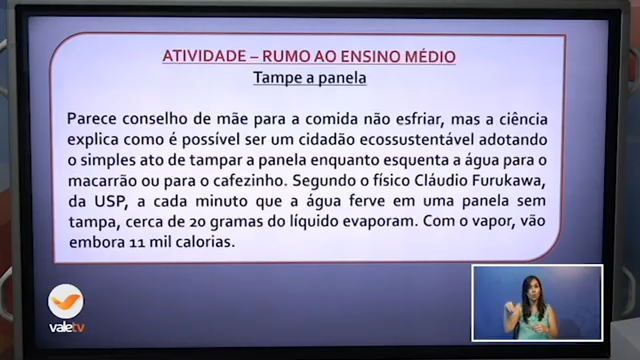 ATIVIDADE – RUMO AO ENSINO MÉDIO
Tampe a panela
Parece conselho de mãe para a comida não esfriar, mas a ciência
explica como é possível ser um cidadão ecossustentável adotando
o simples ato de tampar a panela enquanto esquenta a água para o
macarrão ou para o cafezinho. Segundo o físico Cláudio Furukawa,
da USP, a cada minuto que a água ferve em uma panela sem
tampa, cerca de 20 gramas do líquido evaporam. Com o vapor, vão
embora 11 mil calorias.
valetv